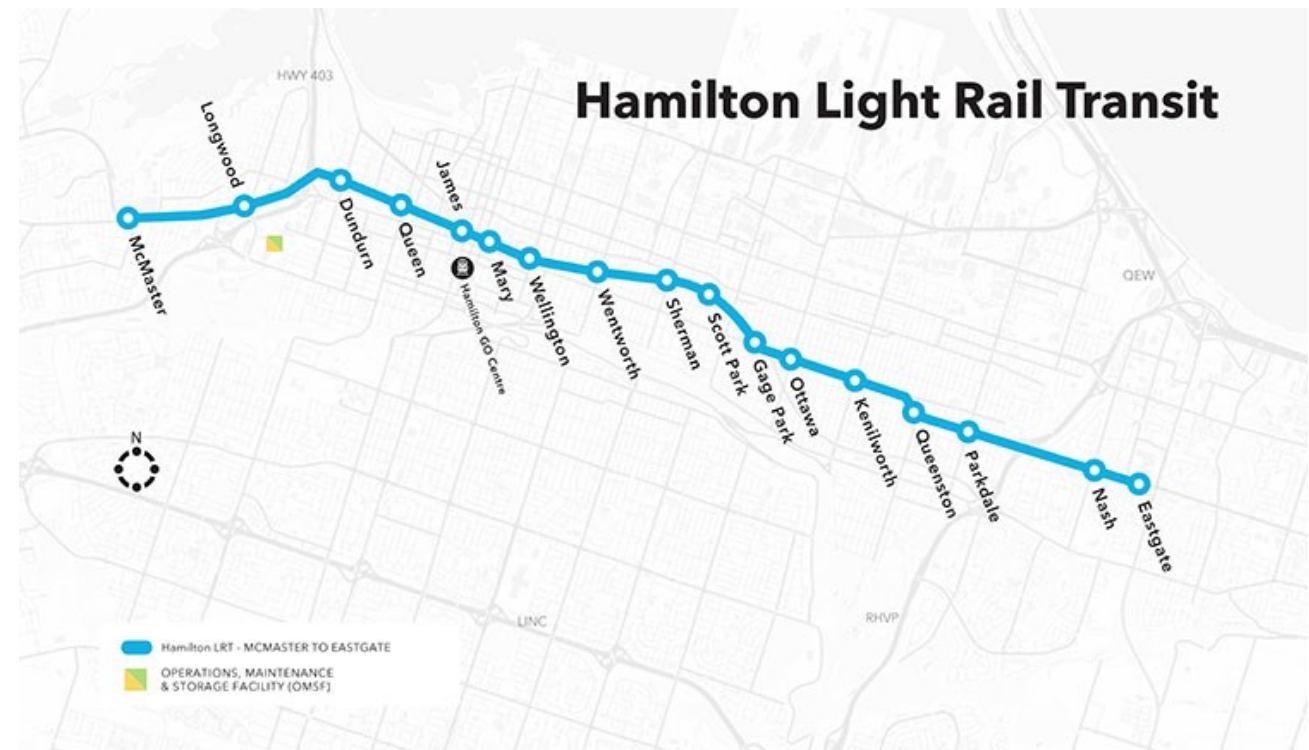 Hamilton Light Rail Transit
HWY 403
Longwood
James
McMaster
Dundurn
Queen
Mary
Hamilton GO Centre
Wellington
Wentworth
Sherman
Scott Park
Gage Park
Ottawa
Kenilworth
Queenston
Parkdale
Nash
Eastgate
QEW
N
LINC
RHVP
Hamilton LRT - MCMASTER TO EASTGATE
OPERATIONS, MAINTENANCE
& STORAGE FACILITY (OMSF)